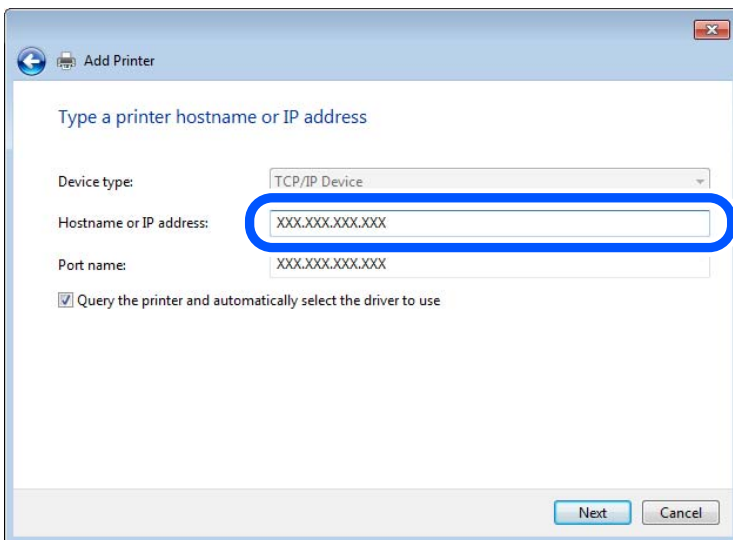 Add Printer
Type a printer hostname or IP address
Device type: TCP/IP Device
Hostname or IP address: XXX.XXX.XXX.XXX
Port name: XXX.XXX.XXX.XXX
Query the printer and automatically select the driver to use
Next Cancel